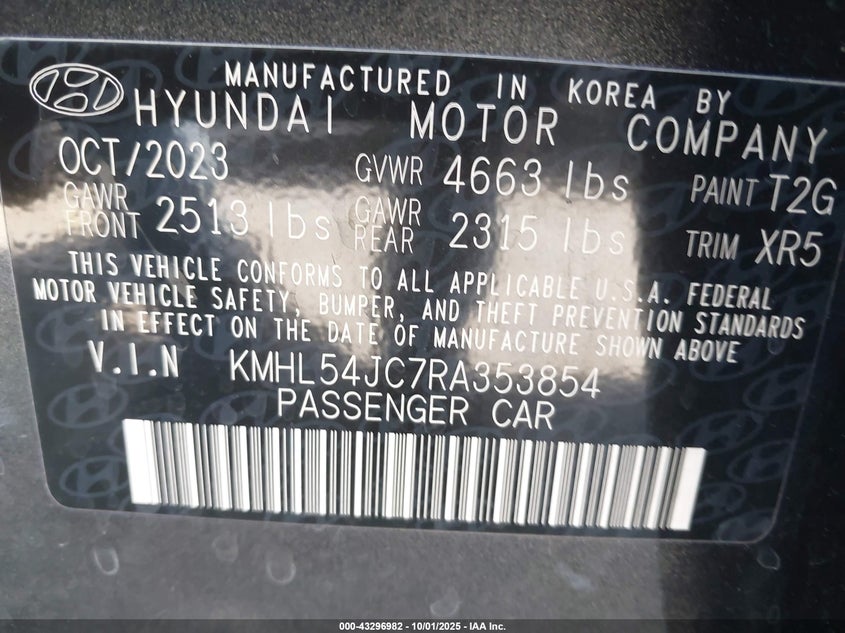 MANUFACTURED IN KOREA BY
HYUNDAI MOTOR COMPANY
OCT/2023 GVWR 4663 lbs PAINT T2G
GAWR FRONT 2513 lbs GAWR REAR 2315 lbs TRIM XR5
THIS VEHICLE CONFORMS TO ALL APPLICABLE U.S.A. FEDERAL
MOTOR VEHICLE SAFETY, BUMPER, AND THEFT PREVENTION STANDARDS
IN EFFECT ON THE DATE OF MANUFACTURE SHOWN ABOVE
V.I.N KMHL54JC7RA353854
PASSENGER CAR
000-43296982 - 10/01/2025 - IAA Inc.